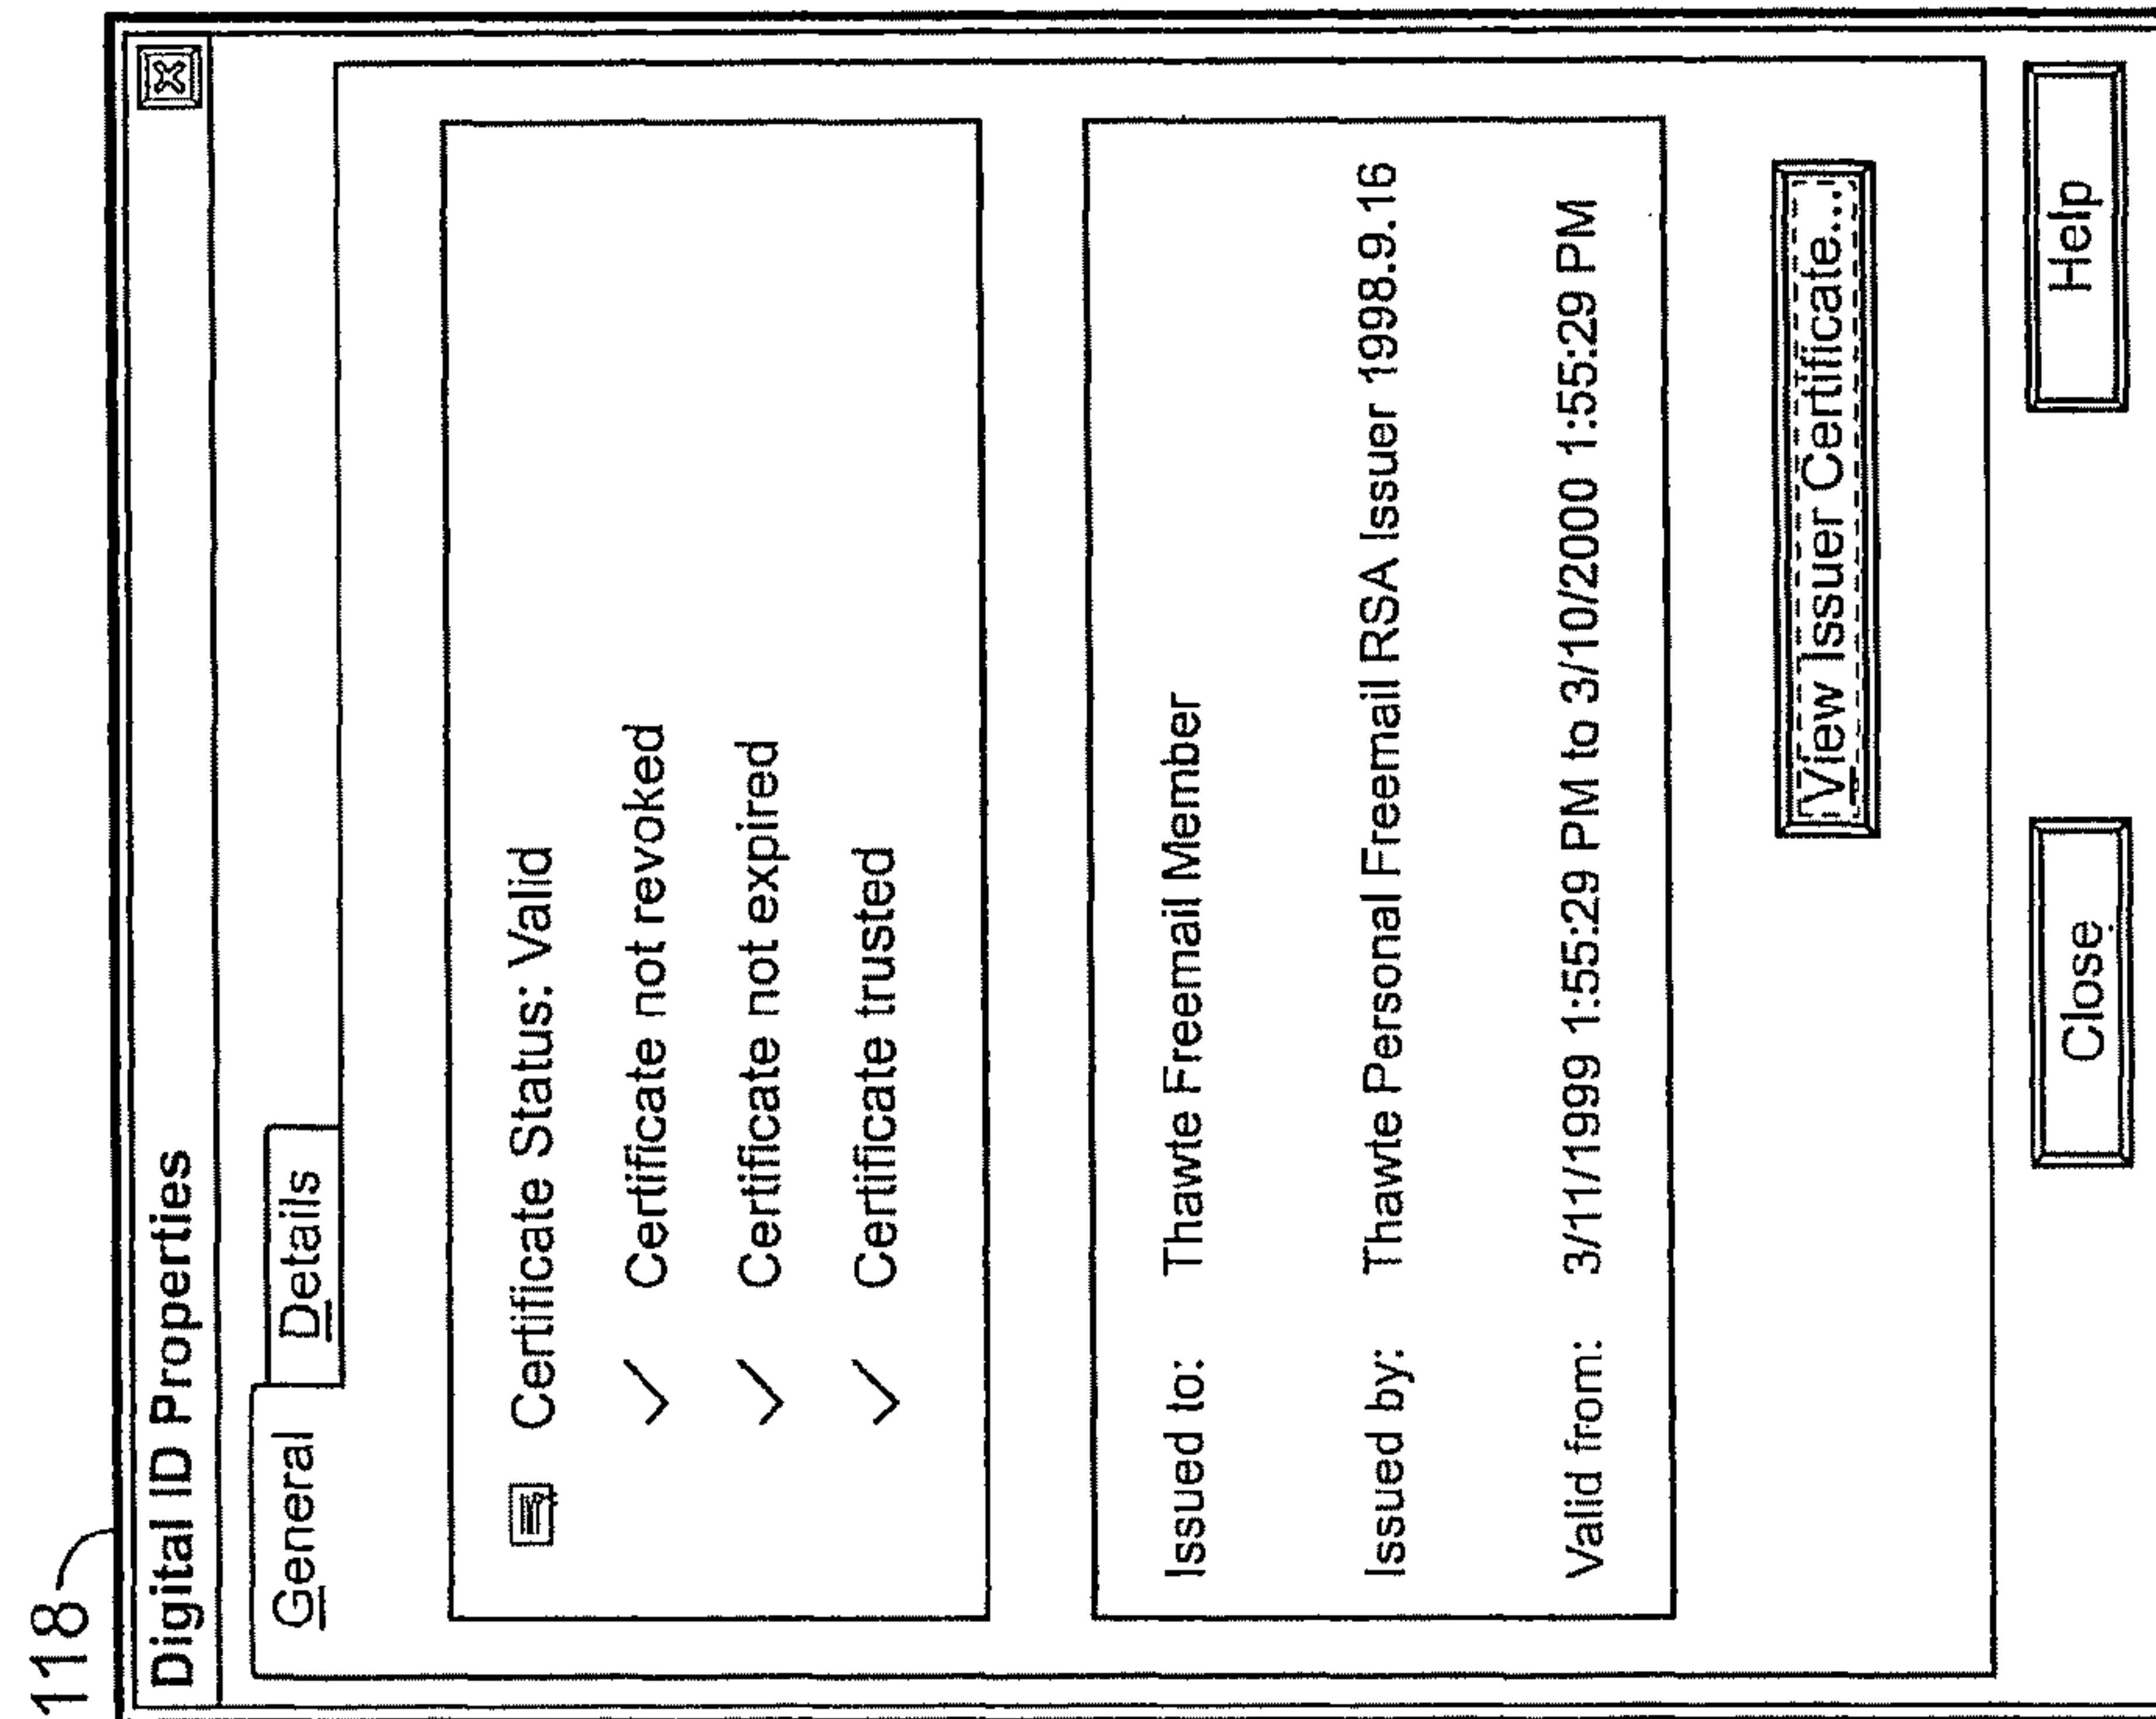 118
Digital ID Properties
General Details
Certificate Status: Valid
Certificate not revoked
Certificate not expired
Certificate trusted
Issued to: Thawte Freemail Member
Issued by: Thawte Personal Freemail RSA Issuer 1998.9.16
Valid from: 3/11/1999 1:55:29 PM to 3/10/2000 1:55:29 PM
View Issuer Certificate...
Close Help